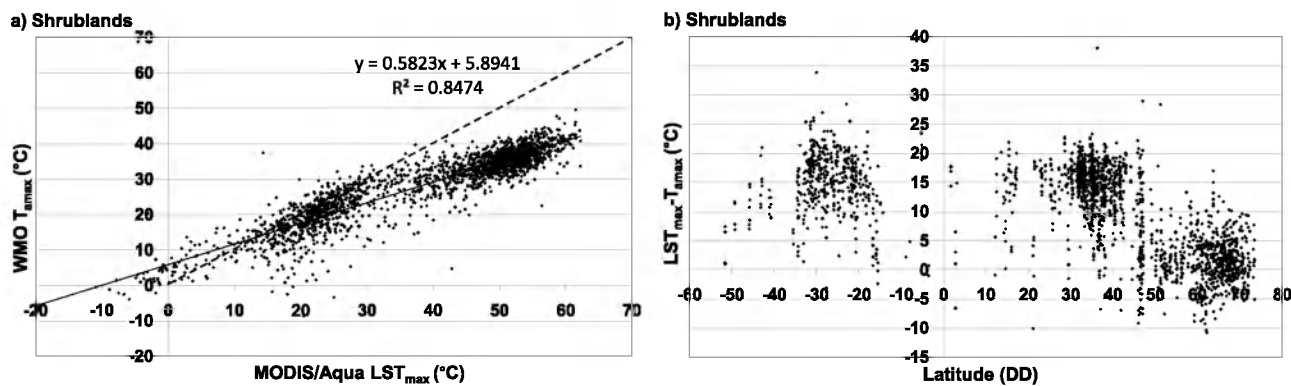 a) Shrublands
70
60
50
40
30
20
10
0
-10
-20
-20 -10 0 10 20 30 40 50 60 70
y = 0.5823x + 5.8941
R² = 0.8474
WMO Tamax (°C)
MODIS/Aqua LSTmax (°C)
b) Shrublands
40
35
30
25
20
15
10
5
0
-5
-10
-15
-60 -50 -40 -30 -20 -10 0 10 20 30 40 50 60 70 80
LSTmax-Tamax (°C)
Latitude (DD)